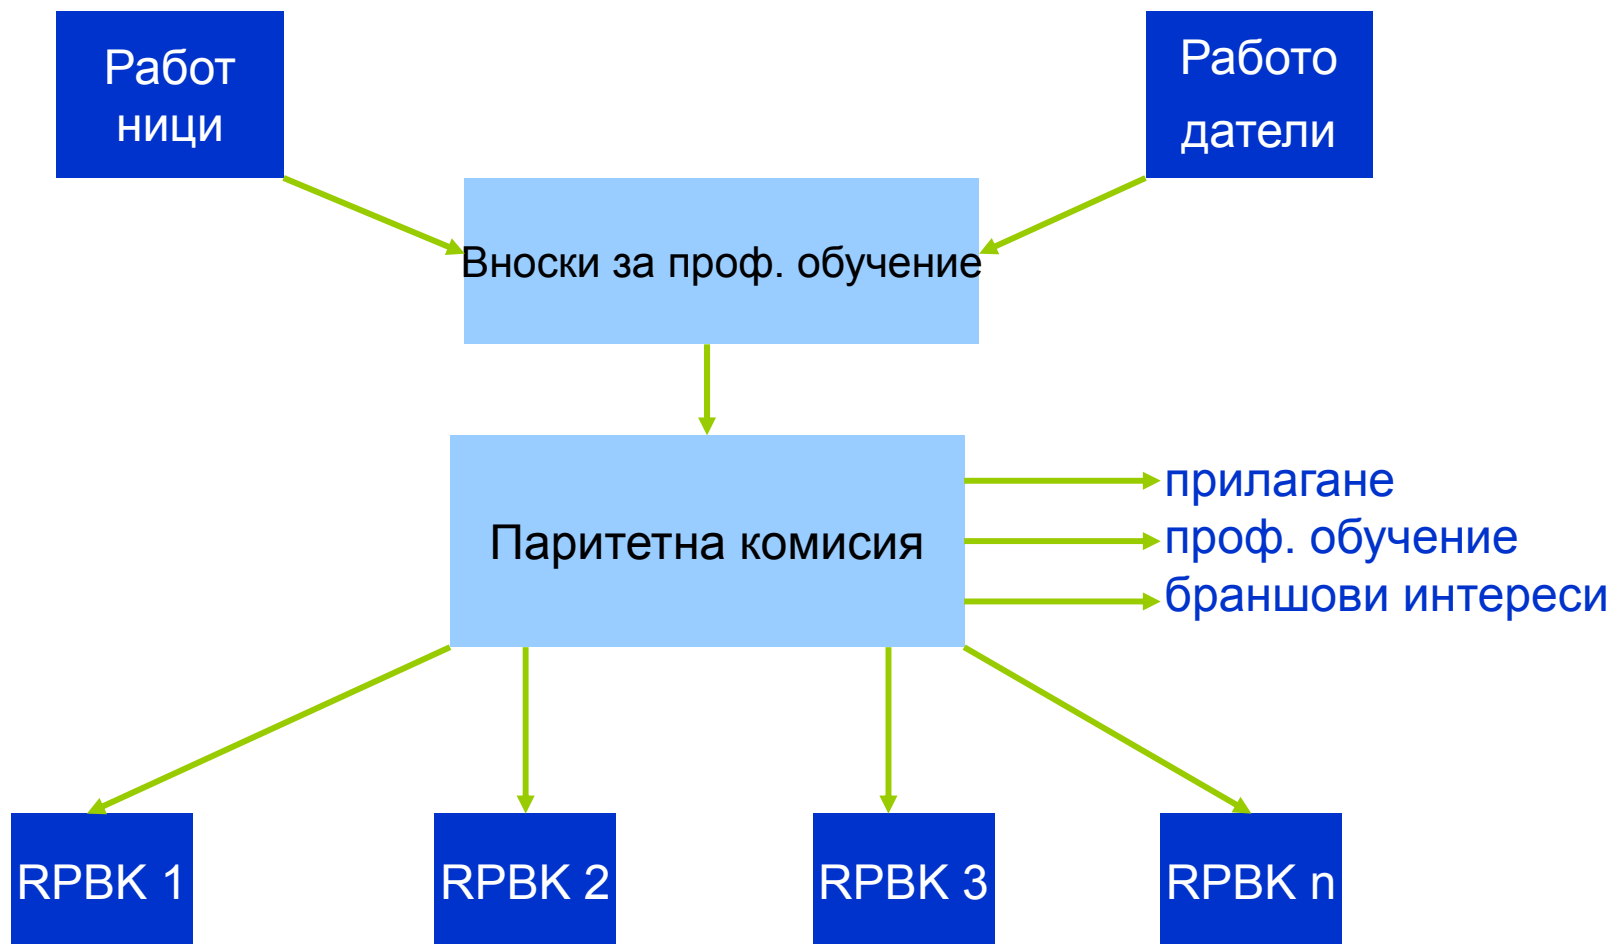 Работ
ници
Работо
датели
Вноски за проф. обучение
Паритетна комисия
прилагане
проф. обучение
браншови интереси
RPBK 1
RPBK 2
RPBK 3
RPBK n